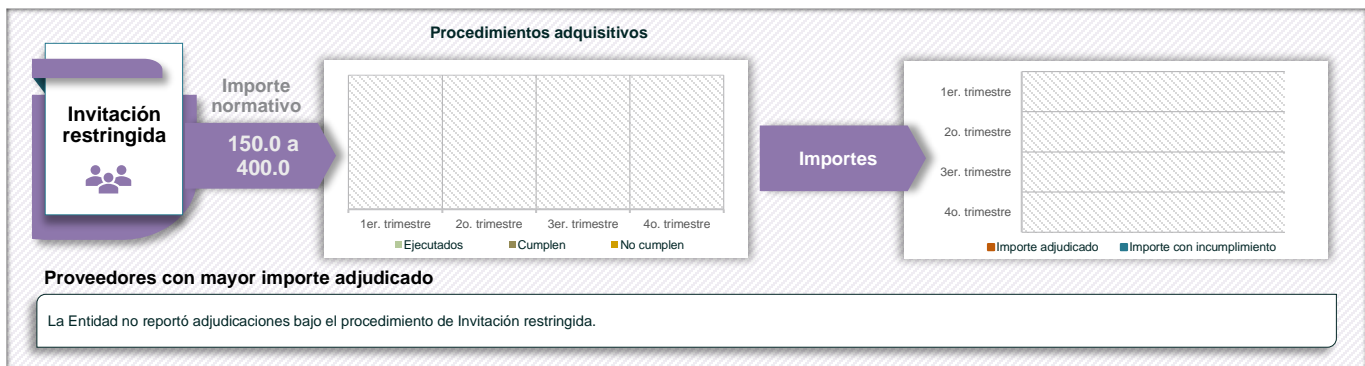 Procedimientos adquisitivos
Invitación
restringida
Importe
normativo
150.0 a
400.0
1er. trimestre 2o. trimestre 3er. trimestre 4o. trimestre
Ejecutados Cumplen No cumplen
Importes
1er. trimestre
2o. trimestre
3er. trimestre
4o. trimestre
Importe adjudicado Importe con incumplimiento
Proveedores con mayor importe adjudicado
La Entidad no reportó adjudicaciones bajo el procedimiento de Invitación restringida.